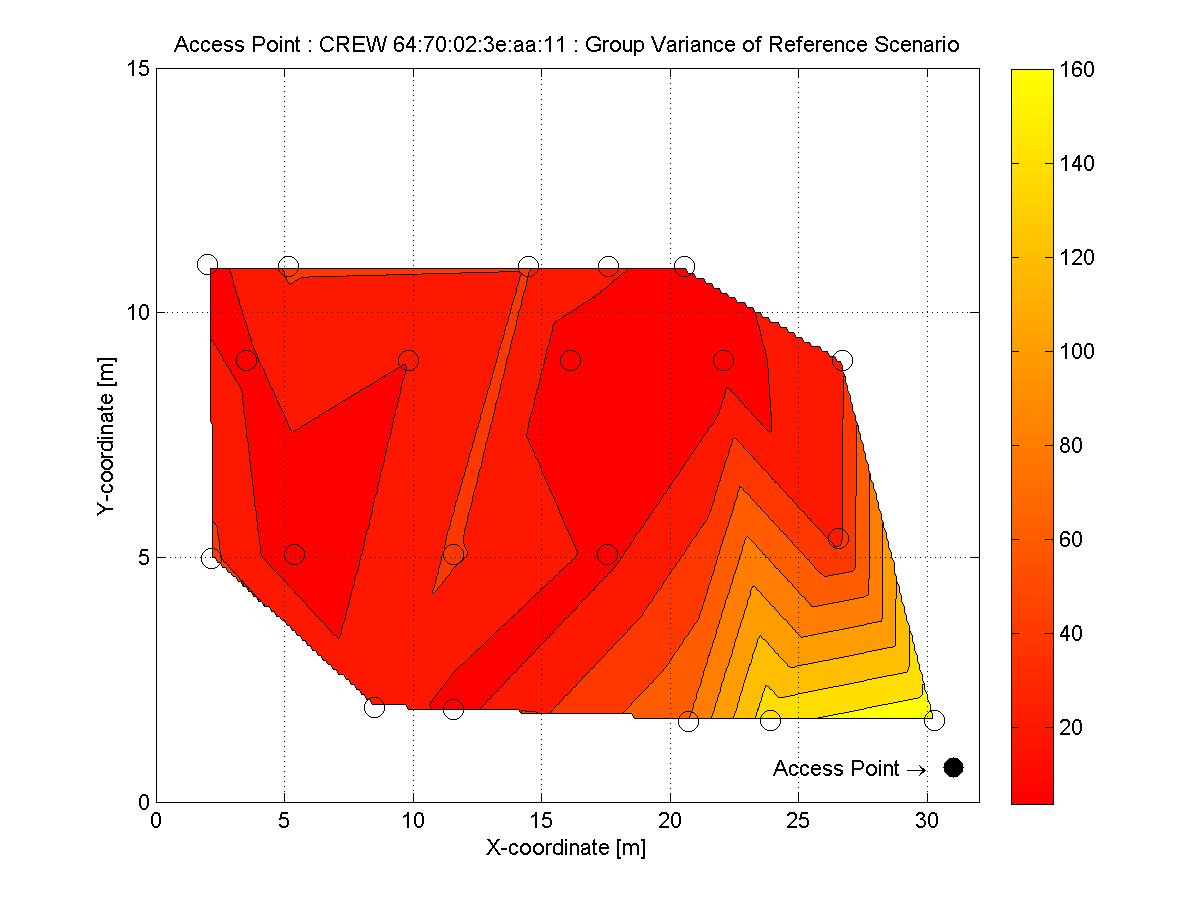 Access Point : CREW 64:70:02:3e:aa:11 : Group Variance of Reference Scenario
15
10
5
0
Y-coordinate [m]
0 5 10 15 20 25 30
X-coordinate [m]
Access Point →
160
140
120
100
80
60
40
20